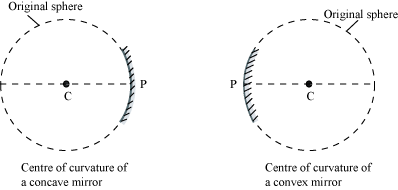 Original sphere
P
C
Centre of curvature of
a concave mirror
Original sphere
P
C
Centre of curvature of
a convex mirror